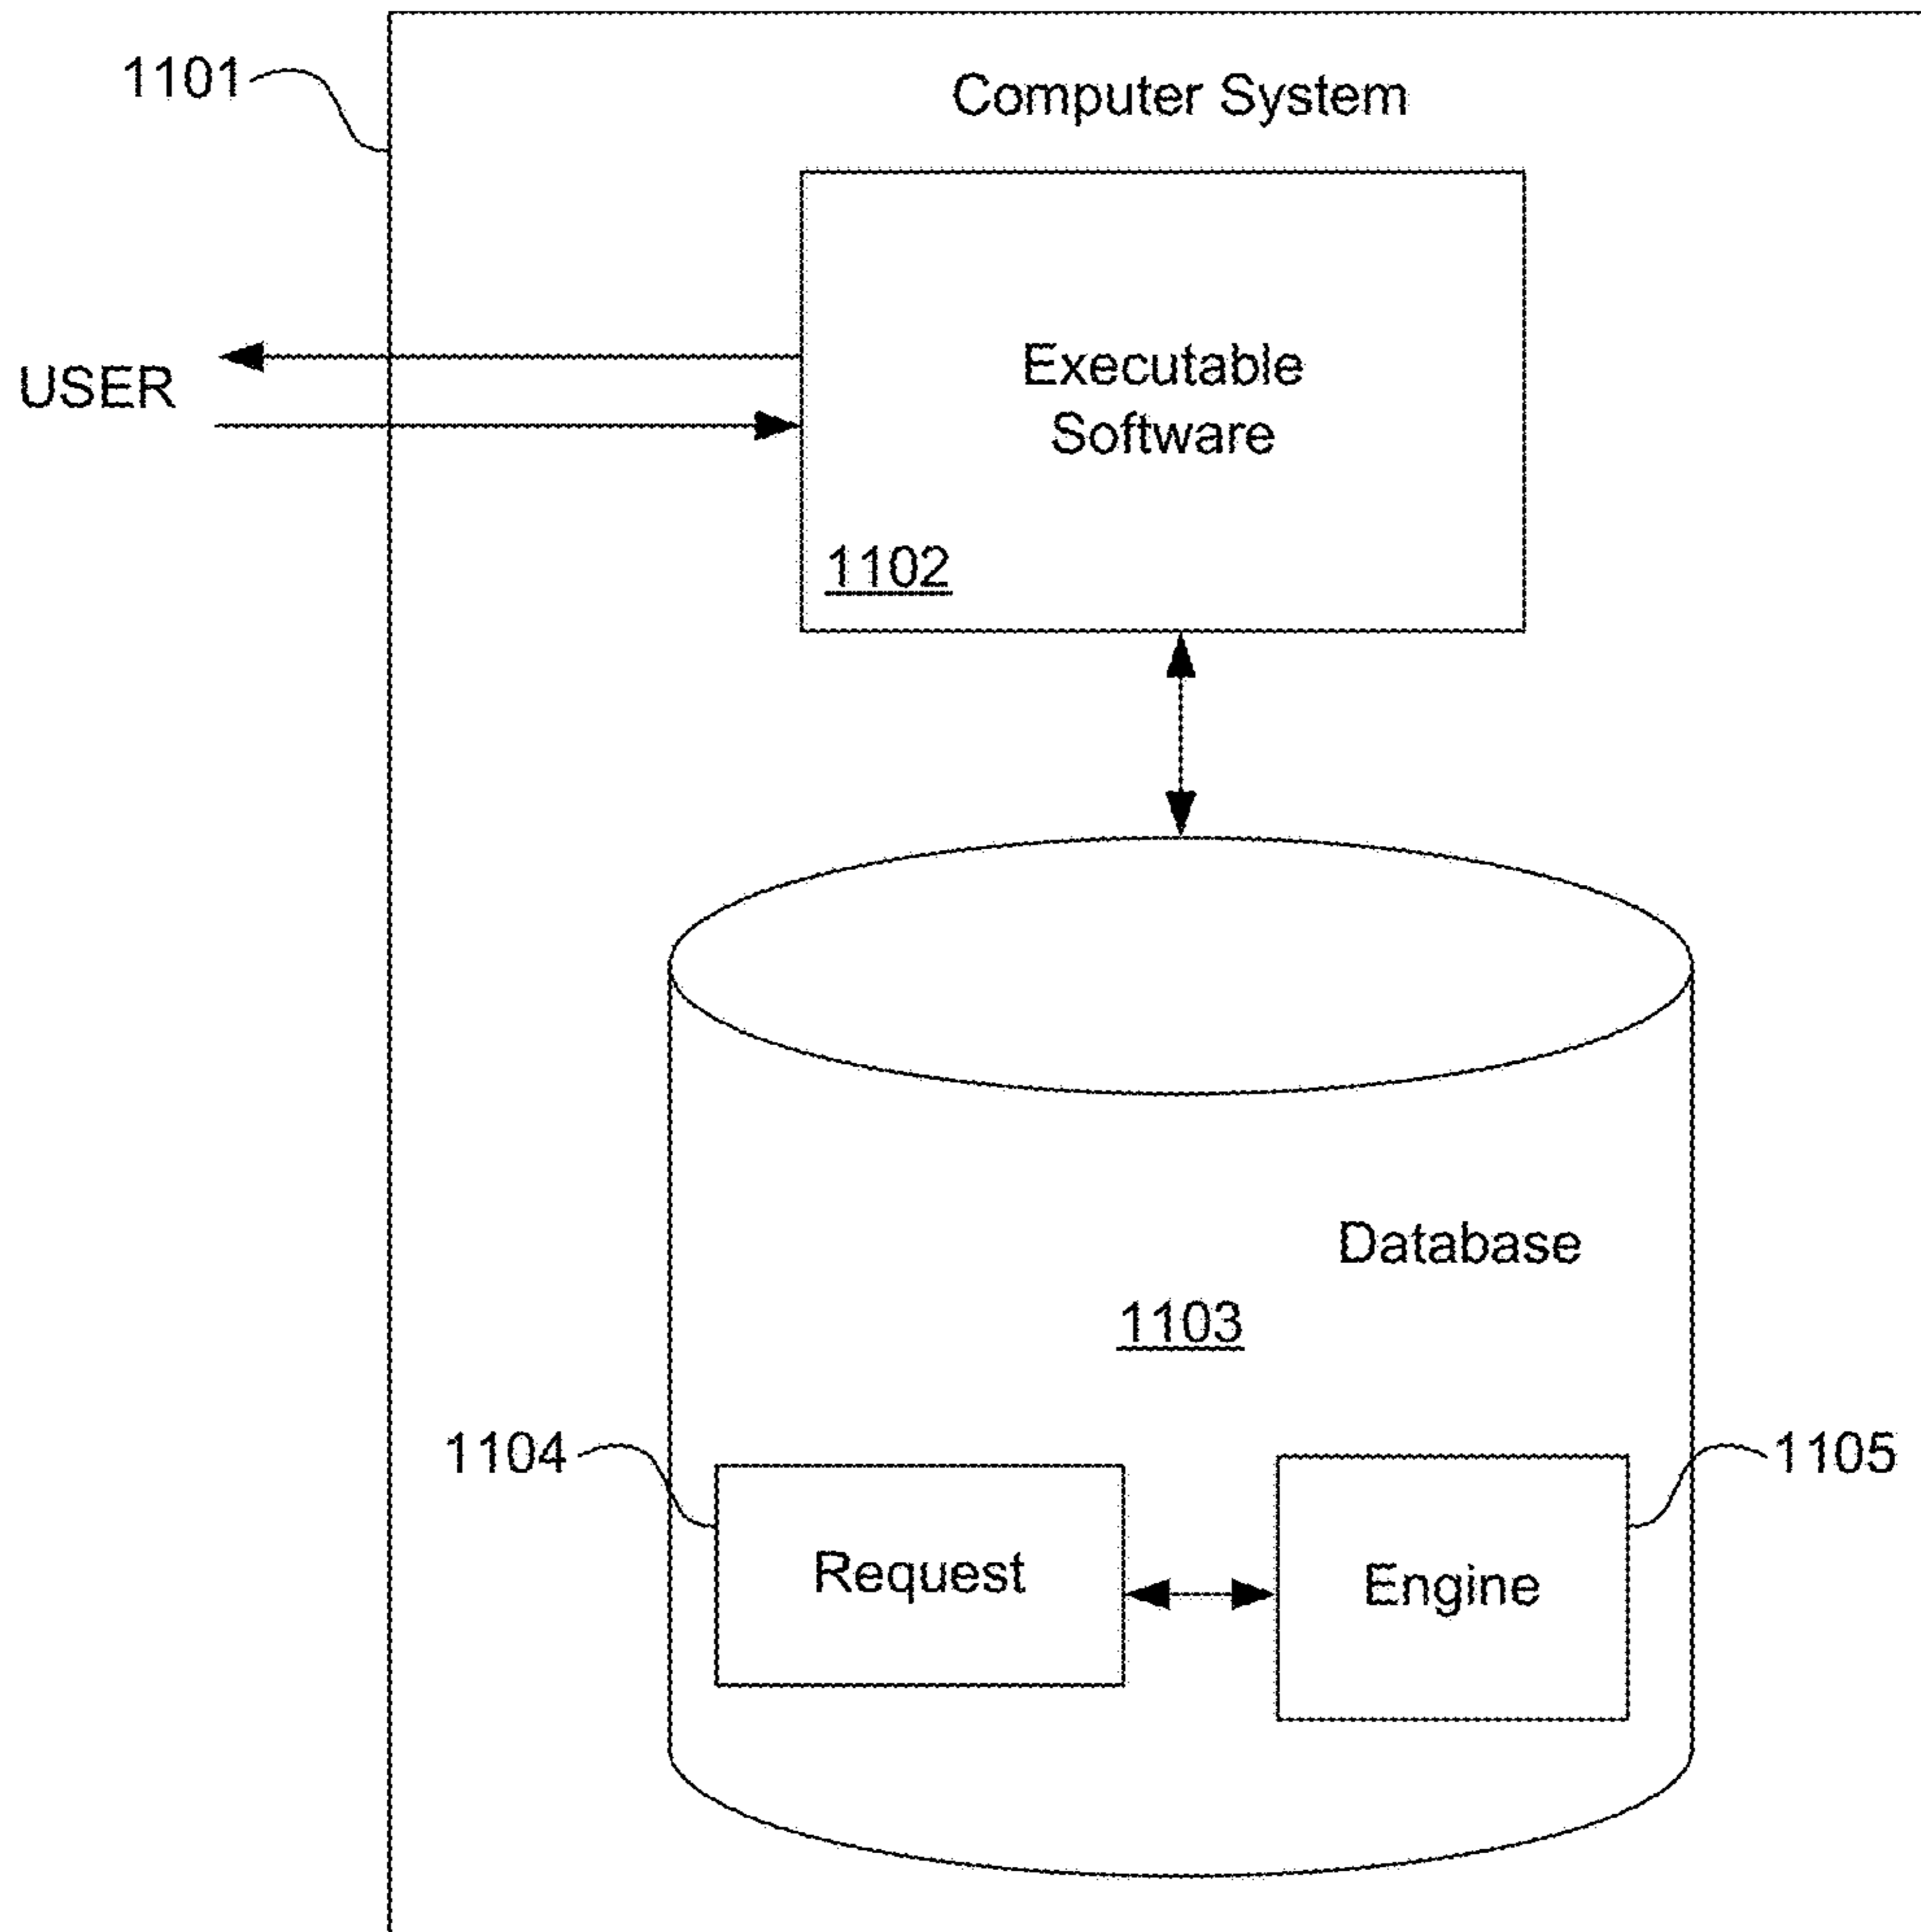 1101
Computer System
USER
Executable
Software
1102
Database
1103
1104
1105
Request
Engine